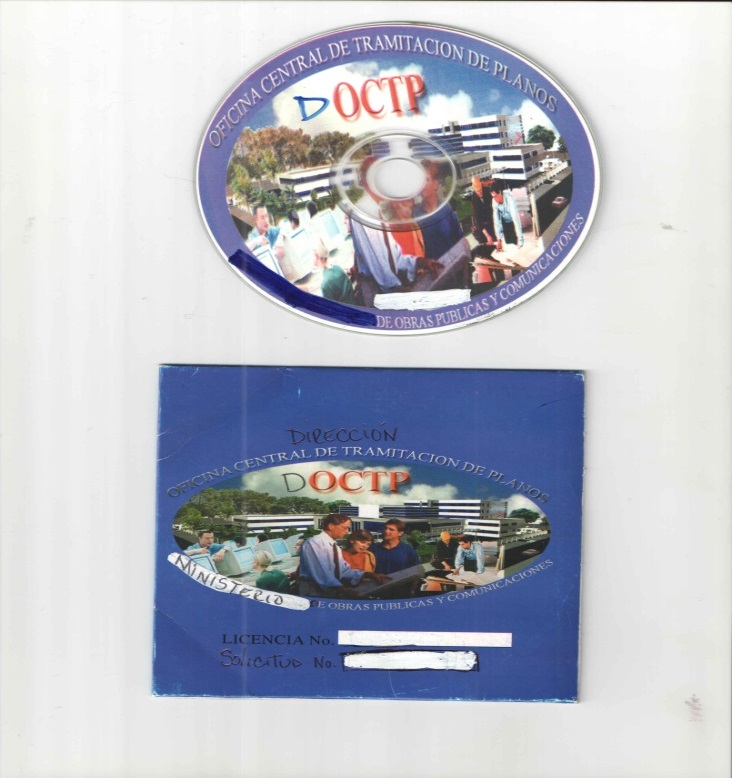 OFICINA CENTRAL DE TRAMITACION DE PLANOS
DOCTP
DE OBRAS PUBLICAS Y COMUNICACIONES
DIRECCIÓN
OFICINA CENTRAL DE TRAMITACION DE PLANOS
DOCTP
MINISTERIO DE OBRAS PUBLICAS Y COMUNICACIONES
LICENCIA No.
SOLICITUD No.